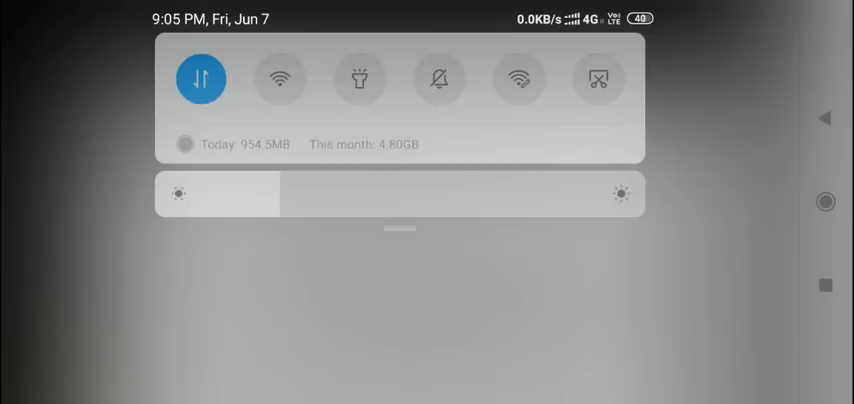 9:05 PM, Fri, Jun 7 0.0KB/s 4G Vo) LTE 40
Today: 954.5MB This month: 4.80GB